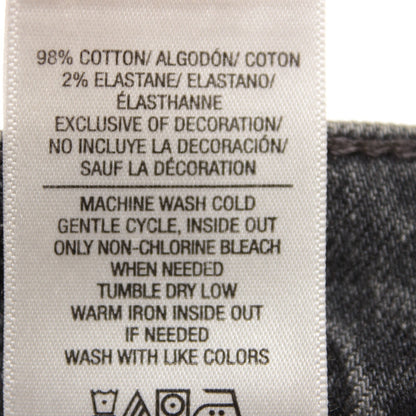 98% COTTON/ ALGODÓN/ COTON
2% ELASTANE/ ELASTANO/
ÉLASTHANNE
EXCLUSIVE OF DECORATION/
NO INCLUYE LA DECORACIÓN/
SAUF LA DÉCORATION
MACHINE WASH COLD
GENTLE CYCLE, INSIDE OUT
ONLY NON-CHLORINE BLEACH
WHEN NEEDED
TUMBLE DRY LOW
WARM IRON INSIDE OUT
IF NEEDED
WASH WITH LIKE COLORS